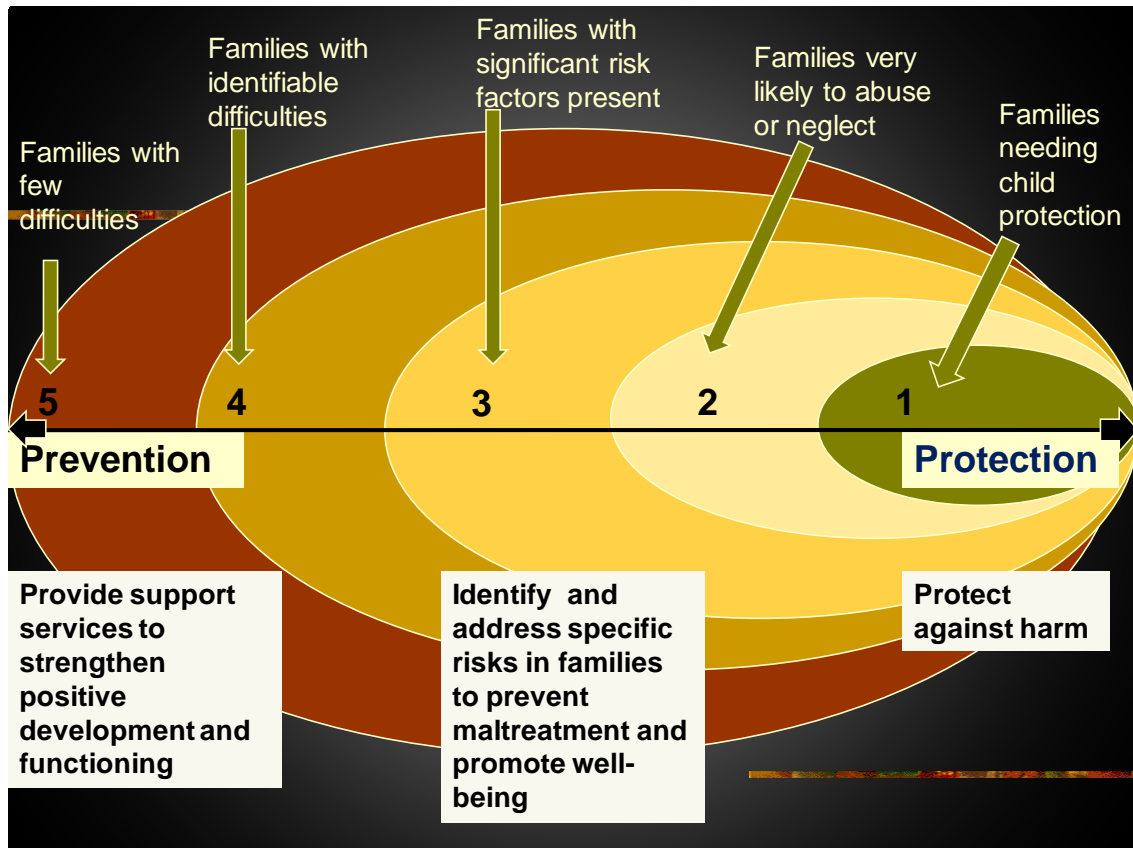 Families with
few
difficulties
Families with
identifiable
difficulties
Families with
significant risk
factors present
Families very
likely to abuse
or neglect
Families
needing
child
protection
5
4
3
2
1
Prevention
Protection
Provide support
services to
strengthen
positive
development and
functioning
Identify and
address specific
risks in families
to prevent
maltreatment and
promote well-
being
Protect
against harm